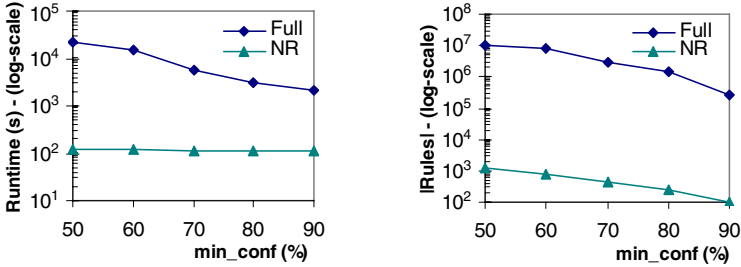 Runtime (s) - (log-scale)
10^5
10^4
10^3
10^2
10^1
Full
NR
50 60 70 80 90
min_conf (%)
|Rules| - (log-scale)
10^8
10^7
10^6
10^5
10^4
10^3
10^2
Full
NR
50 60 70 80 90
min_conf (%)